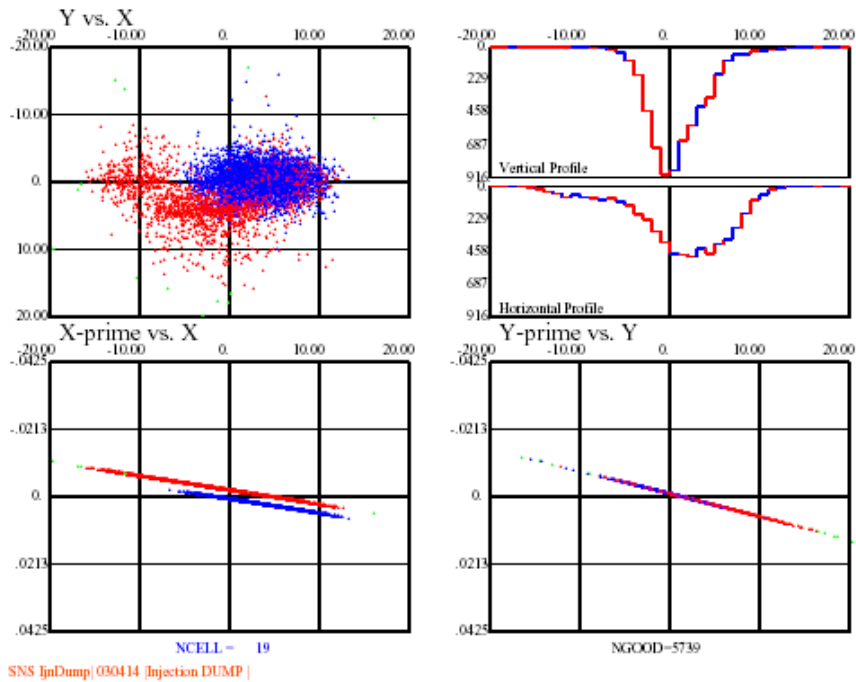 Y vs. X
-20.00 -10.00 0. 10.00 20.00
-20.00
-10.00
0.
10.00
20.00
-20.00 -10.00 0. 10.00 20.00
0.
229
458
687
916
Vertical Profile
0.
229
458
687
916
Horizontal Profile
X-prime vs. X
-20.00 -10.00 0. 10.00 20.00
-.0425
-.0213
0.
.0213
.0425
Y-prime vs. Y
-20.00 -10.00 0. 10.00 20.00
-.0425
-.0213
0.
.0213
.0425
NCELL = 19
NGOOD=5739
SNS IjnDump| 030414 |Injection DUMP |